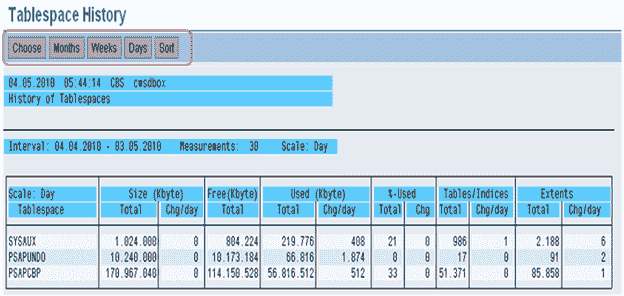 Tablespace History
Choose Months Weeks Days Sort
04.05.2010 05:44:14 CBS cwsdbox
History of Tablespaces
Interval: 04.04.2010 - 03.05.2010 Measurements: 30 Scale: Day
Scale: Day Size (Kbyte) Free(Kbyte) Used (Kbyte) %-Used Tables/Indices Extents
Tablespace Total Chg/day Total Total Chg/day Total Chg Total Chg/day Total Chg/day
SYSAUX 1.024.000 0 804.224 219.776 408 21 0 986 1 2.188 6
PSAPUNDO 10.240.000 0 10.173.184 66.816 1.874 0 0 17 0 91 2
PSAPCBP 170.967.040 0 114.150.528 56.816.512 512 33 0 51.371 0 85.858 1